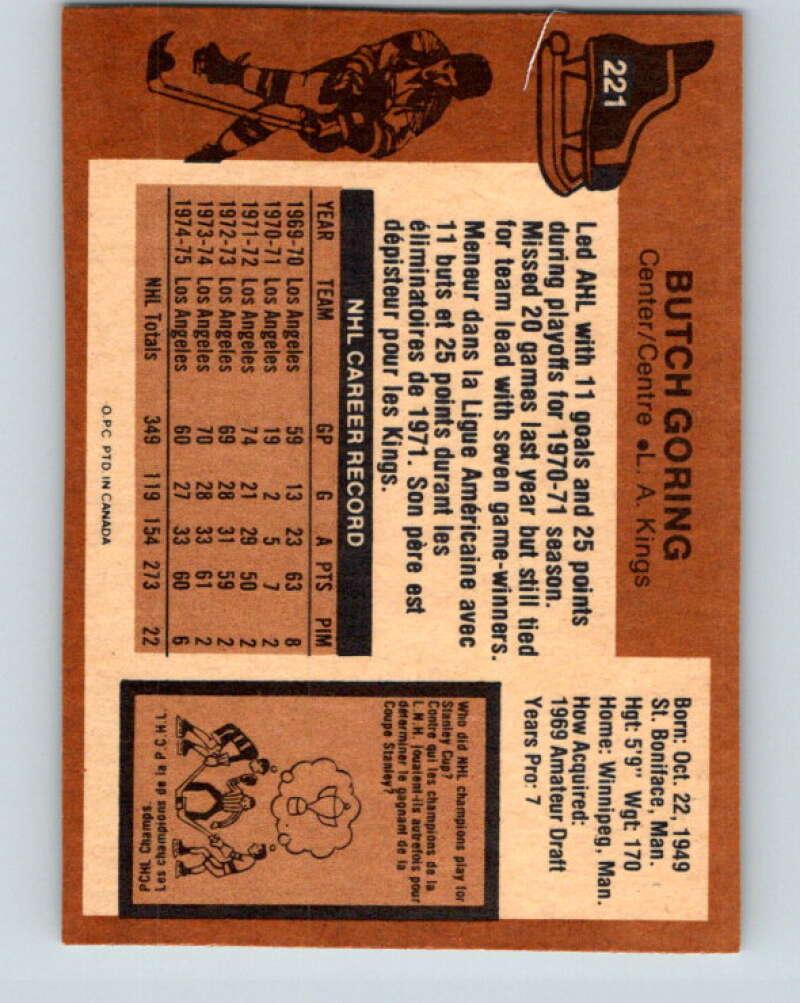 221
BUTCH GORING
Center/Centre ●L. A. Kings
Led AHL with 11 goals and 25 points
during playoffs for 1970-71 season.
Missed 20 games last year but still tied
for team lead with seven game-winners.
Meneur dans la Ligue Américaine avec
11 buts et 25 points durant les
éliminatoires de 1971. Son père est
dépisteur pour les Kings.
NHL CAREER RECORD
YEAR TEAM GP G A PTS PIM
1969-70 Los Angeles 59 13 23 63 8
1970-71 Los Angeles 19 2 5 7 2
1971-72 Los Angeles 74 21 29 50 2
1972-73 Los Angeles 69 28 31 59 2
1973-74 Los Angeles 70 28 33 61 2
1974-75 Los Angeles 60 27 33 60 6
NHL Totals 349 119 154 273 22
O.P.C. PTD. IN CANADA
Born: Oct. 22, 1949
St. Boniface, Man.
Hgt: 5'9" Wgt: 170
Home: Winnipeg, Man.
How Acquired:
1969 Amateur Draft
Years Pro: 7
Who did NHL champions play for
Stanley Cup?
Contre qui les champions de la
L.N.H. jouaient-ils autrefois pour
déterminer le gagnant de la
Coupe Stanley?
PCHL Champs.
Les champions de la P.C.H.L.